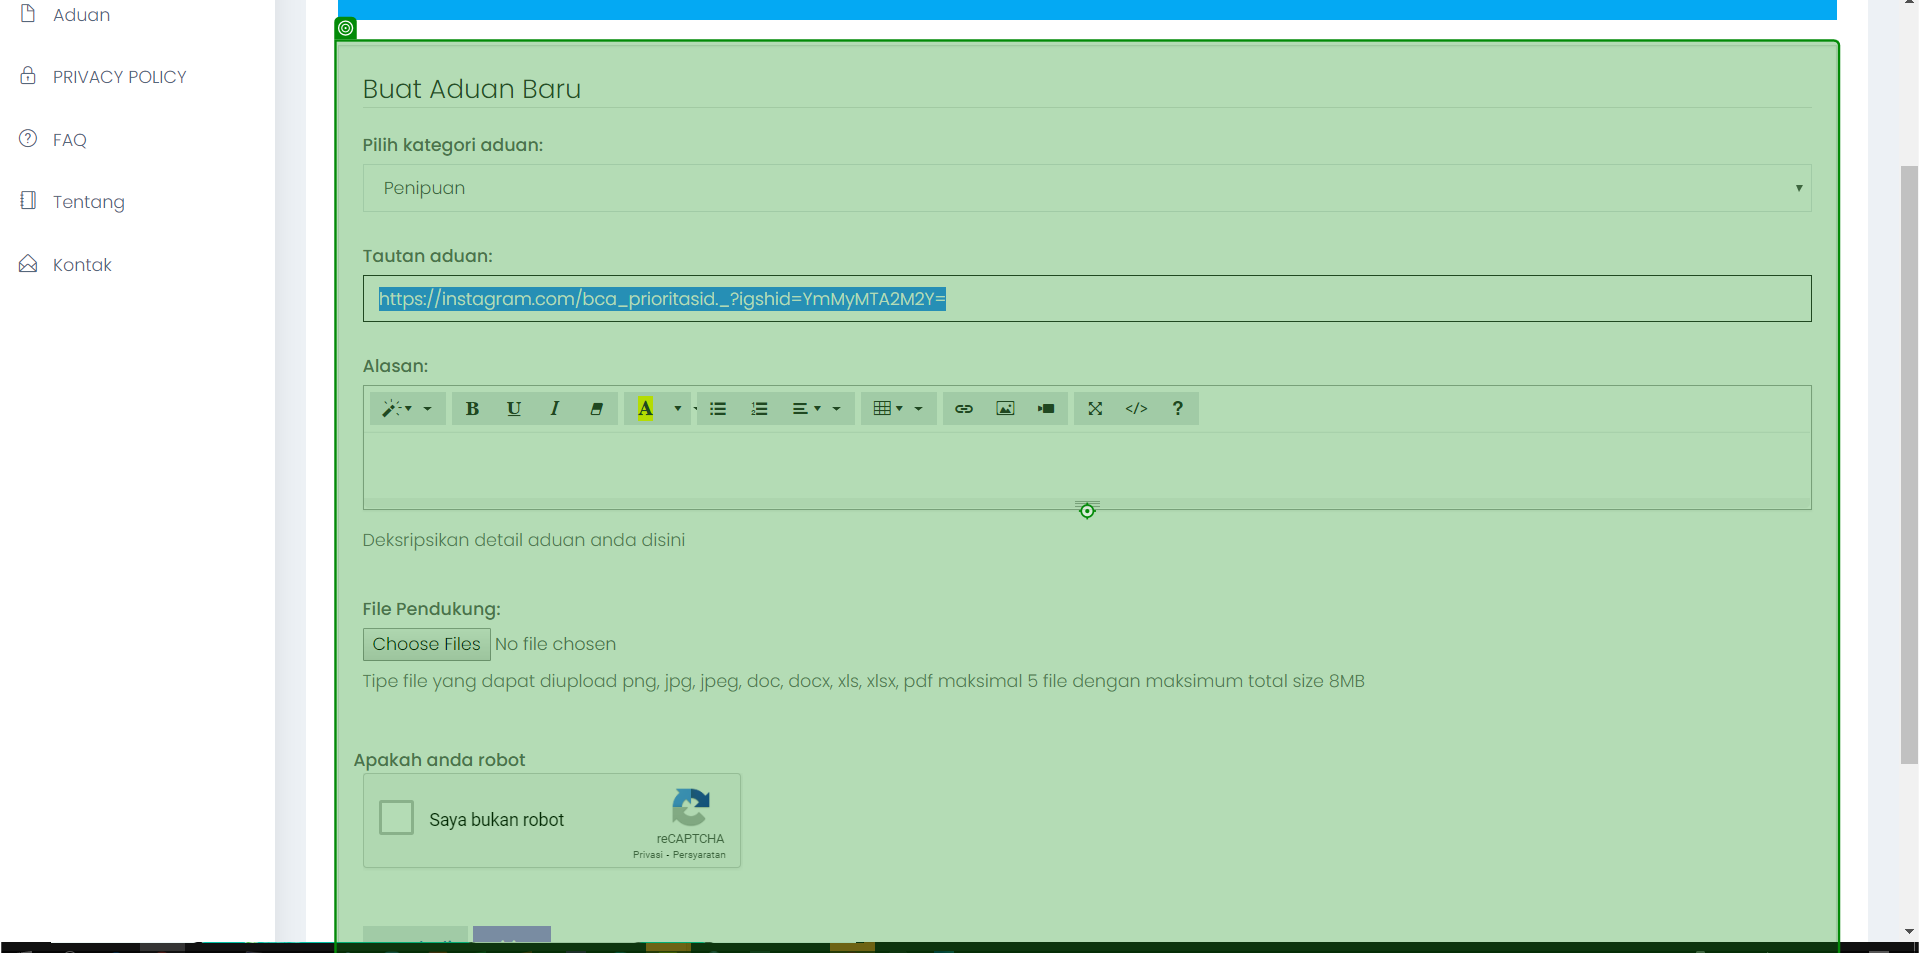 Aduan
PRIVACY POLICY
FAQ
Tentang
Kontak
Buat Aduan Baru
Pilih kategori aduan:
Penipuan
Tautan aduan:
https://instagram.com/bca_prioritasid._?igshid=YmMyMTA2M2Y=
Alasan:
B U I A </> ?
Deksripsikan detail aduan anda disini
File Pendukung:
Choose Files No file chosen
Tipe file yang dapat diupload png, jpg, jpeg, doc, docx, xls, xlsx, pdf maksimal 5 file dengan maksimum total size 8MB
Apakah anda robot
Saya bukan robot
reCAPTCHA
Privasi - Persyaratan